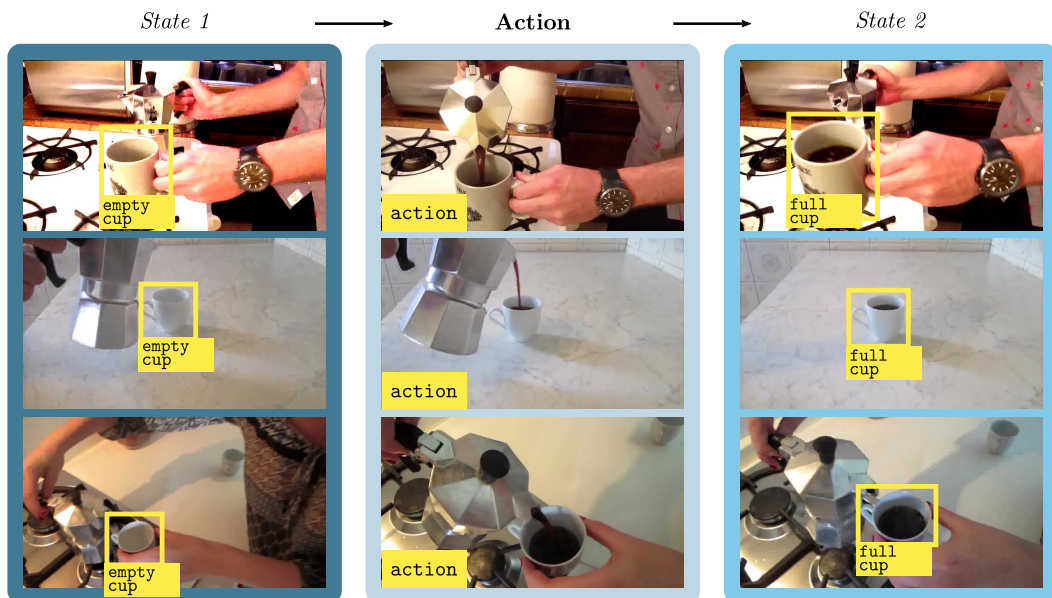 State 1
Action
State 2
empty
cup
action
full
cup
empty
cup
action
full
cup
empty
cup
action
full
cup